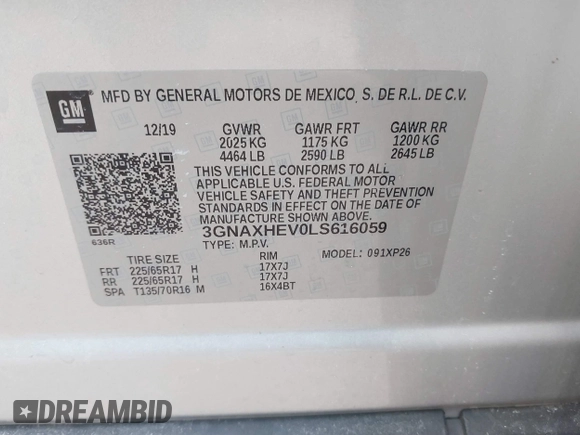 GM
MFD BY GENERAL MOTORS DE MEXICO, S. DE R.L. DE C.V.
12/19 GVWR GAWR FRT GAWR RR
2025 KG 1175 KG 1200 KG
4464 LB 2590 LB 2645 LB
THIS VEHICLE CONFORMS TO ALL
APPLICABLE U.S. FEDERAL MOTOR
VEHICLE SAFETY AND THEFT PREVENTION
STANDARDS IN EFFECT ON THE DATE OF
MANUFACTURE SHOWN ABOVE.
3GNAXHEV0LS616059
636R TYPE: M.P.V.
TIRE SIZE RIM MODEL: 091XP26
FRT 225/65R17 H 17X7J
RR 225/65R17 H 17X7J
SPA T135/70R16 M 16X4BT
DREAMBID